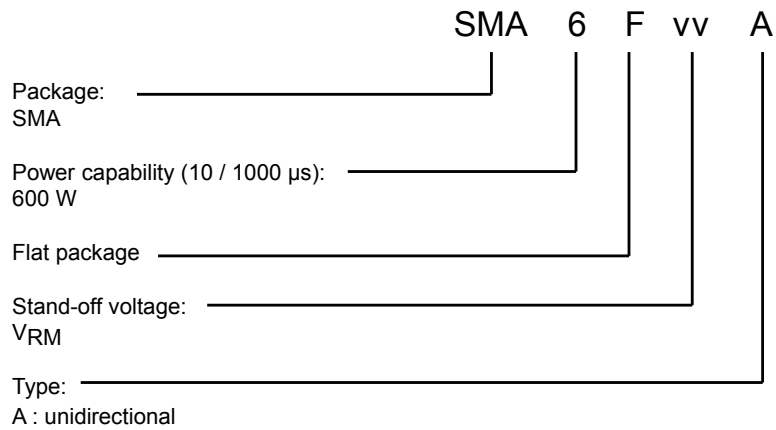 SMA 6 F vv A
Package:
SMA
Power capability (10 / 1000 µs):
600 W
Flat package
Stand-off voltage:
VRM
Type:
A : unidirectional